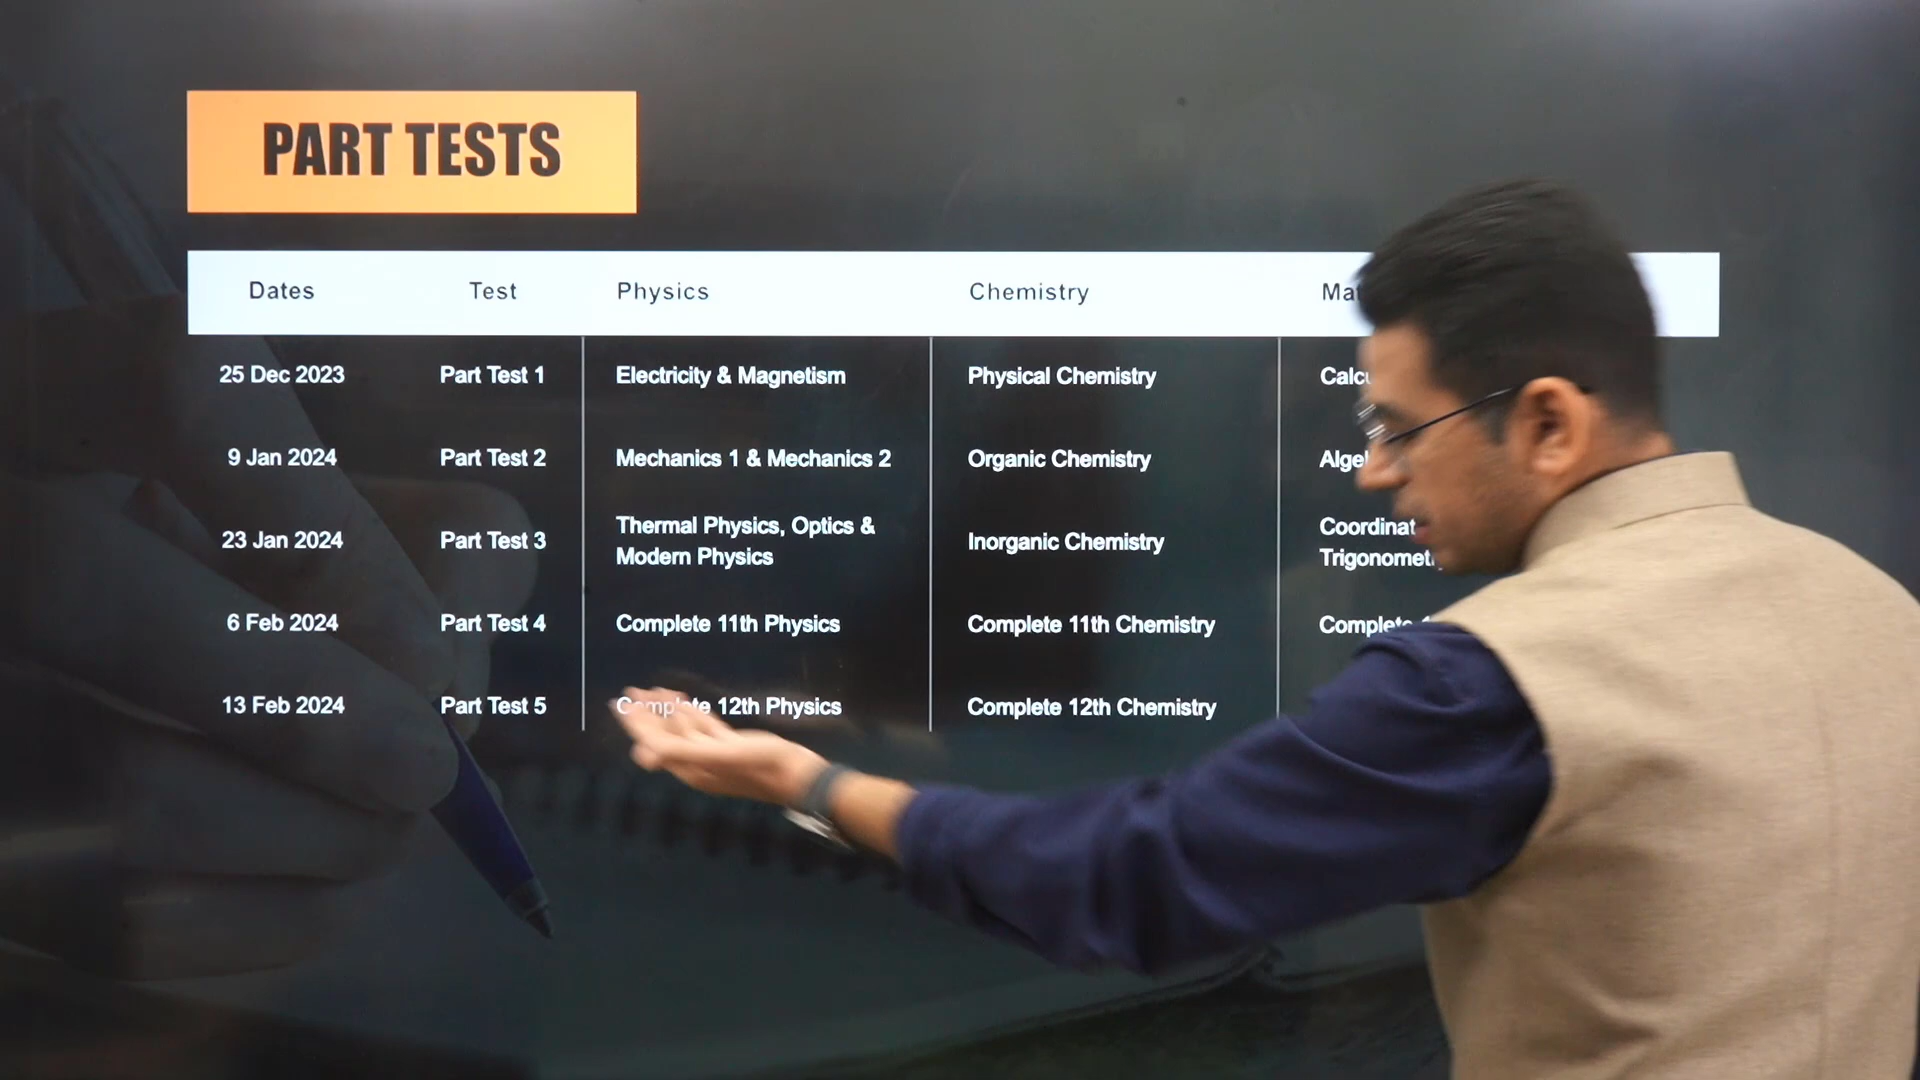 PART TESTS
Dates Test Physics Chemistry
25 Dec 2023 Part Test 1 Electricity & Magnetism Physical Chemistry
9 Jan 2024 Part Test 2 Mechanics 1 & Mechanics 2 Organic Chemistry
23 Jan 2024 Part Test 3 Thermal Physics, Optics &
Modern Physics Inorganic Chemistry
6 Feb 2024 Part Test 4 Complete 11th Physics Complete 11th Chemistry
13 Feb 2024 Part Test 5 Complete 12th Physics Complete 12th Chemistry